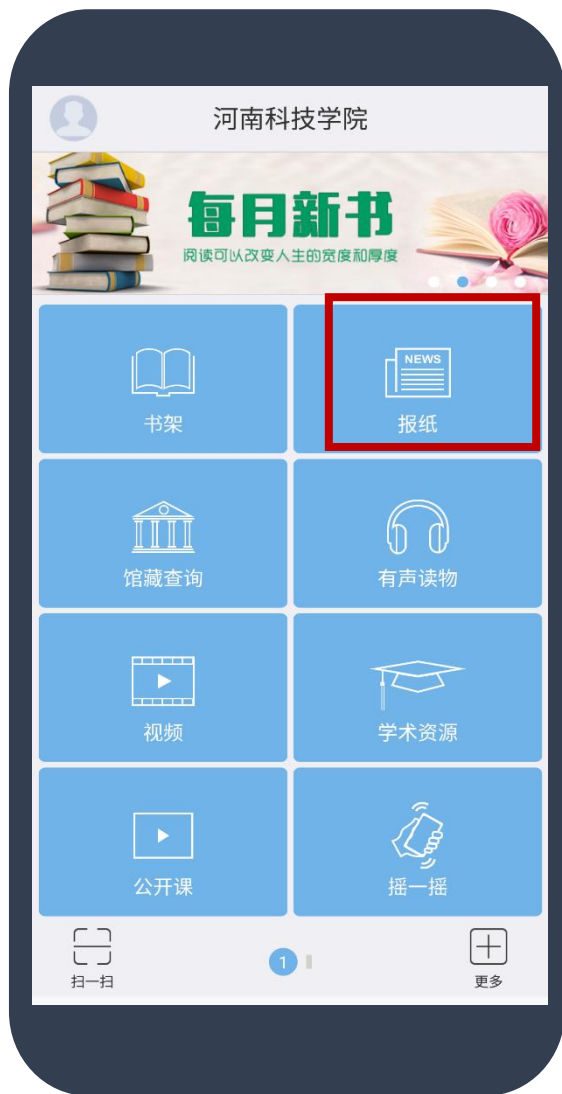 河南科技学院
每月新书
阅读可以改变人生的宽度和厚度
书架
NEWS
报纸
馆藏查询
有声读物
视频
学术资源
公开课
摇一摇
扫一扫
1
更多